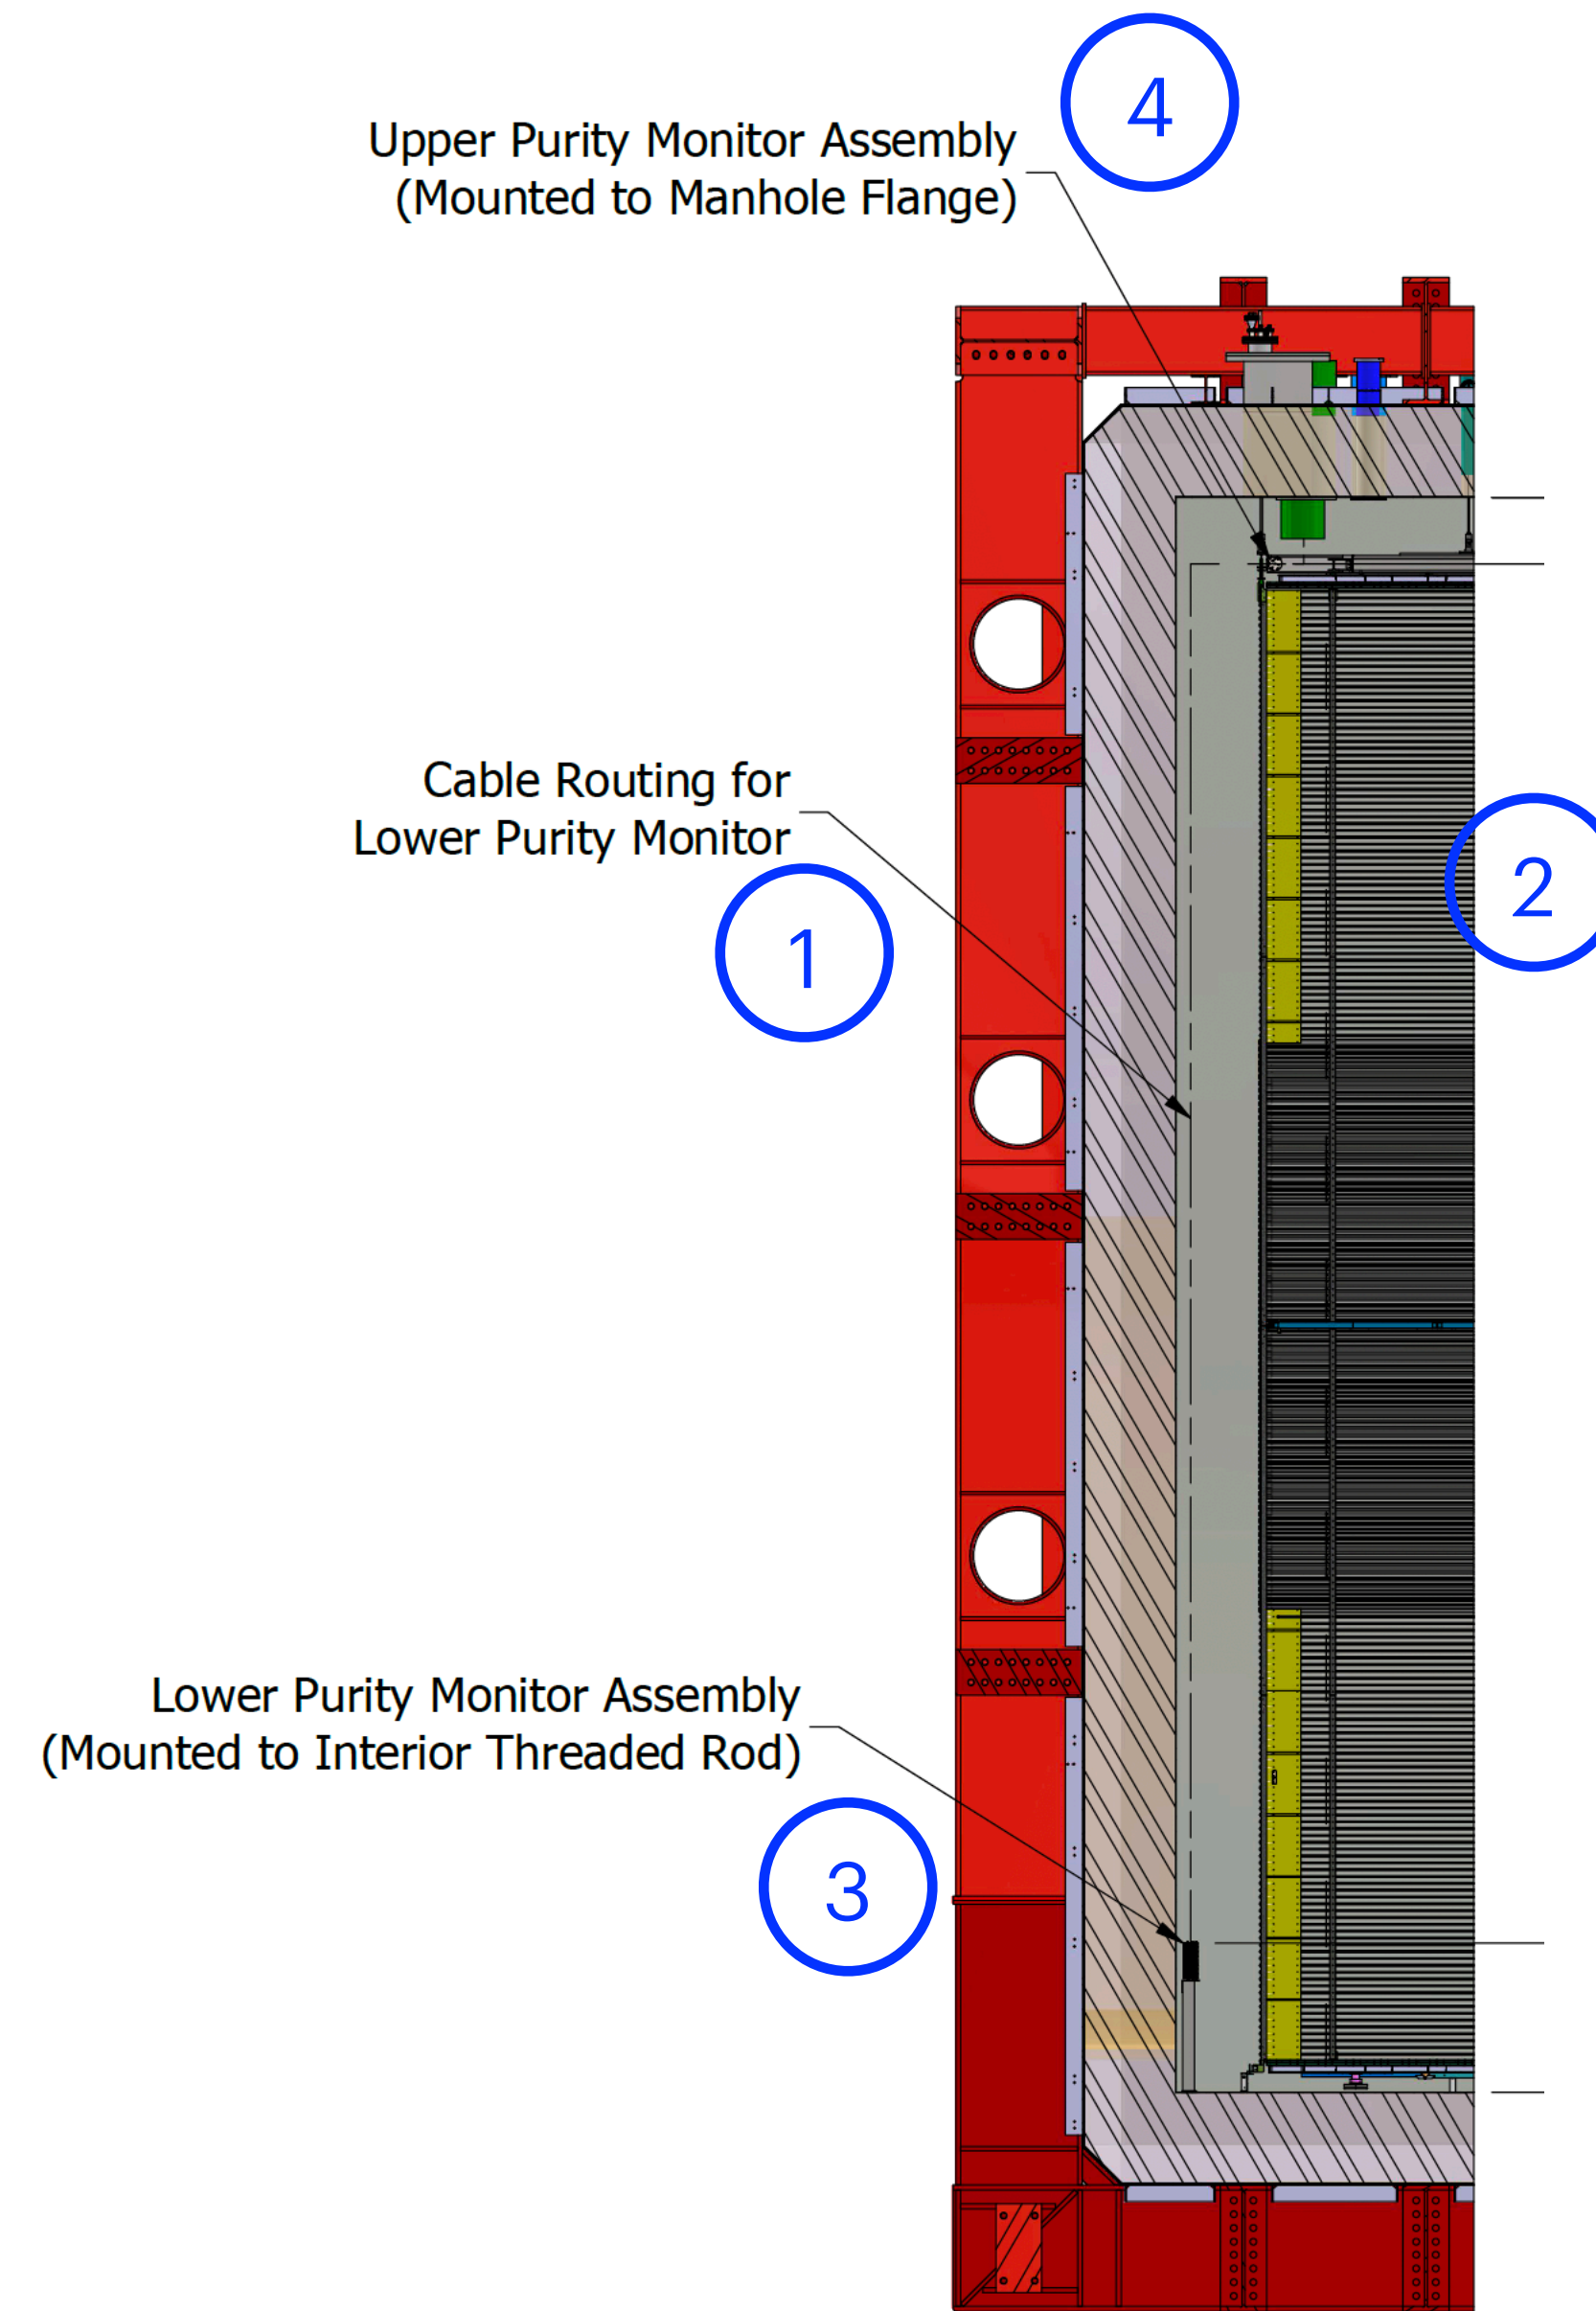 4
Upper Purity Monitor Assembly
(Mounted to Manhole Flange)
Cable Routing for
Lower Purity Monitor
2
1
Lower Purity Monitor Assembly
(Mounted to Interior Threaded Rod)
3